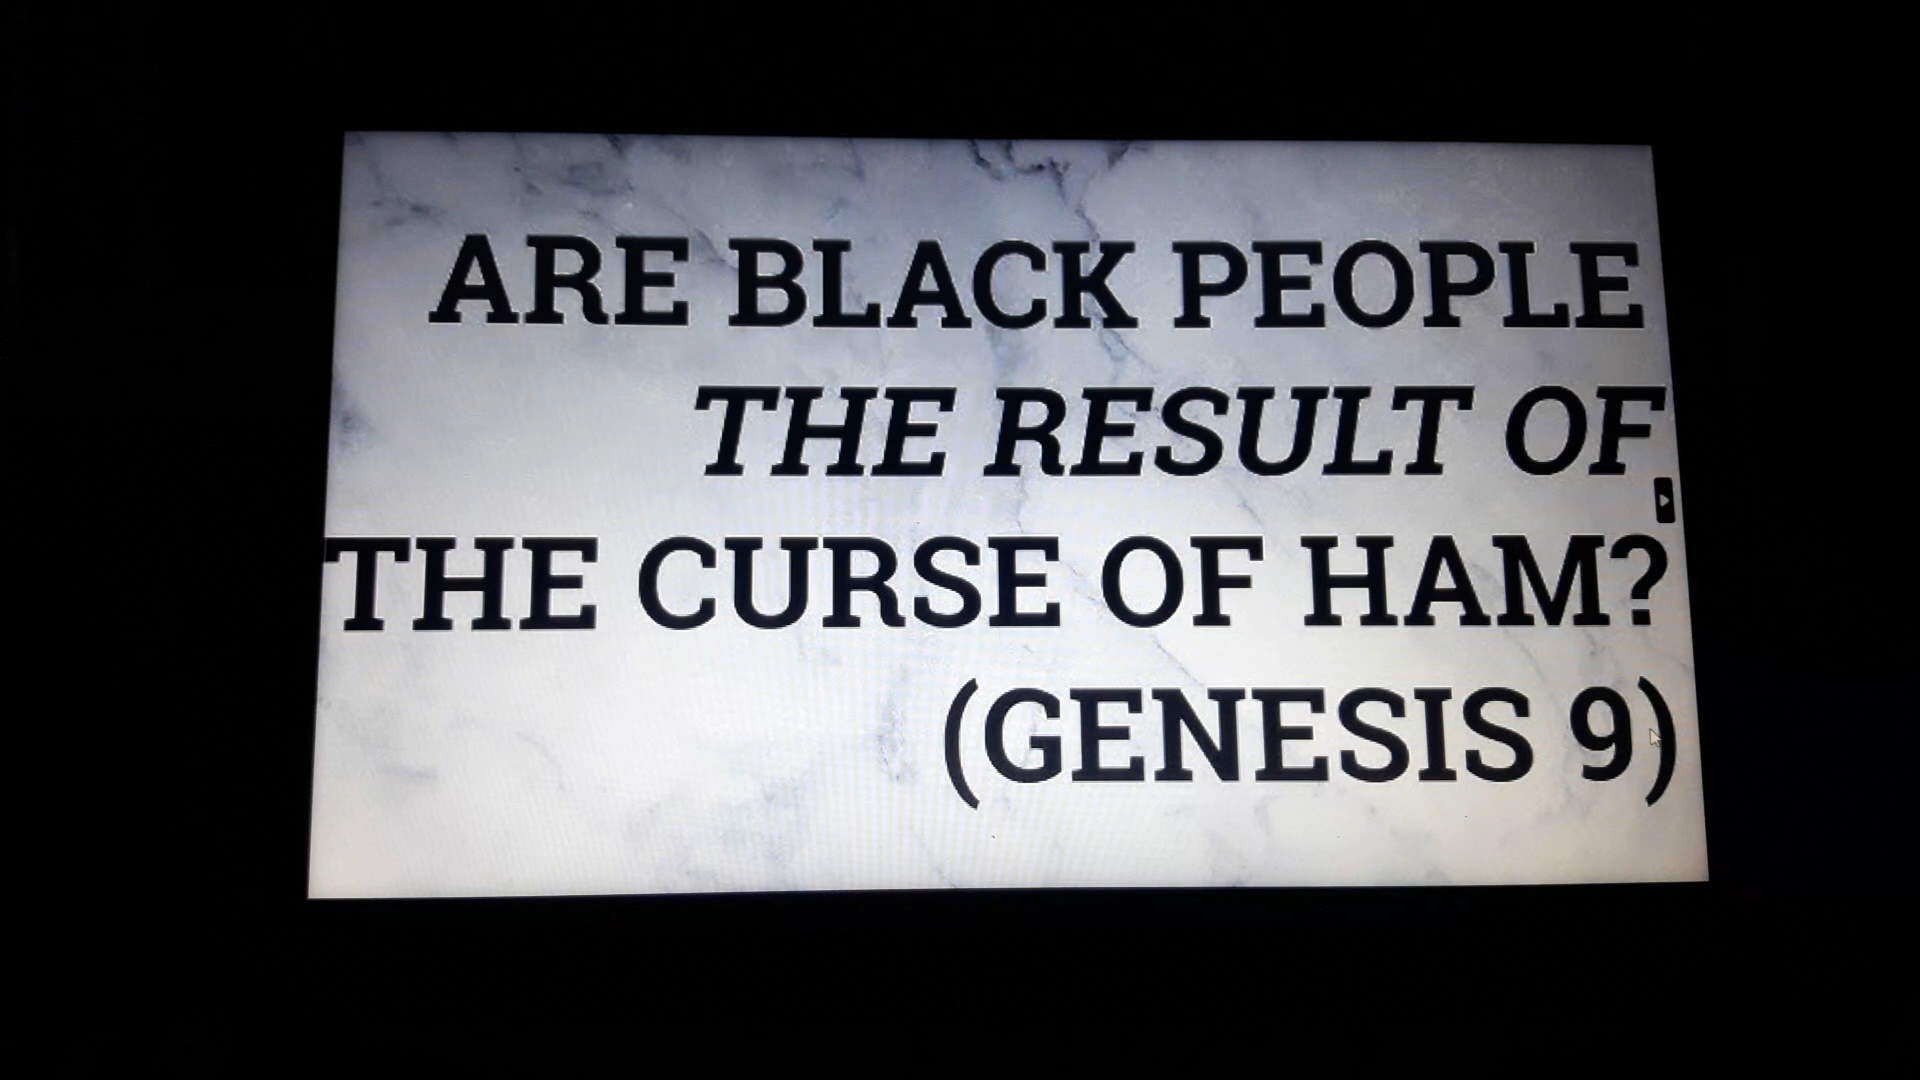 ARE BLACK PEOPLE
THE RESULT OF
THE CURSE OF HAM?
(GENESIS 9)